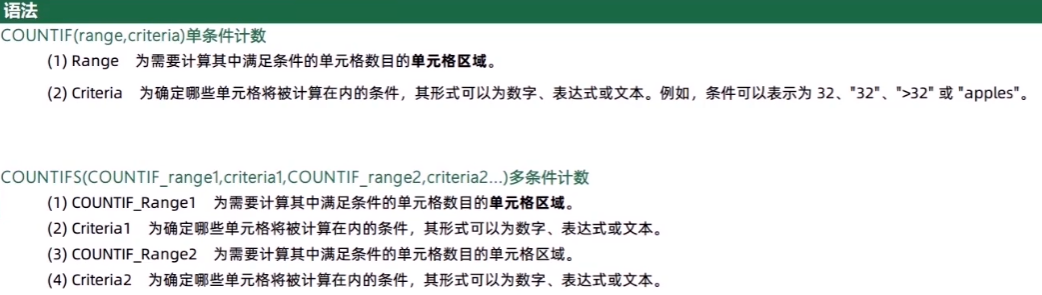 语法
COUNTIF(range,criteria)单条件计数
(1) Range 为需要计算其中满足条件的单元格数目的单元格区域。
(2) Criteria 为确定哪些单元格将被计算在内的条件，其形式可以为数字、表达式或文本。例如，条件可以表示为 32、"32"、">32" 或 "apples"。
COUNTIFS(COUNTIF_range1,criteria1,COUNTIF_range2,criteria2...)多条件计数
(1) COUNTIF_Range1 为需要计算其中满足条件的单元格数目的单元格区域。
(2) Criteria1 为确定哪些单元格将被计算在内的条件，其形式可以为数字、表达式或文本。
(3) COUNTIF_Range2 为需要计算其中满足条件的单元格数目的单元格区域。
(4) Criteria2 为确定哪些单元格将被计算在内的条件，其形式可以为数字、表达式或文本。